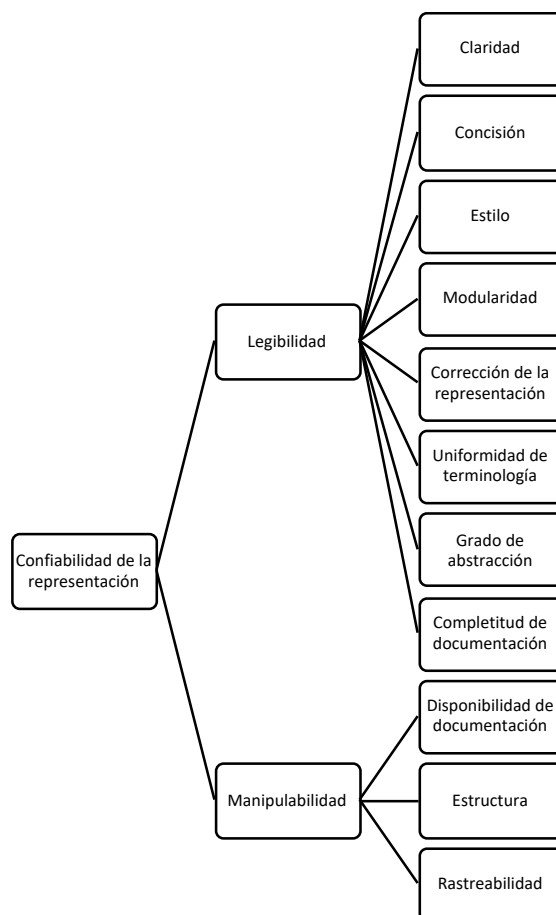 Claridad
Concisión
Estilo
Modularidad
Legibilidad
Corrección de la
representación
Uniformidad de
terminología
Grado de
abstracción
Confiabilidad de la
representación
Completitud de
documentación
Disponibilidad de
documentación
Manipulabilidad
Estructura
Rastreabilidad